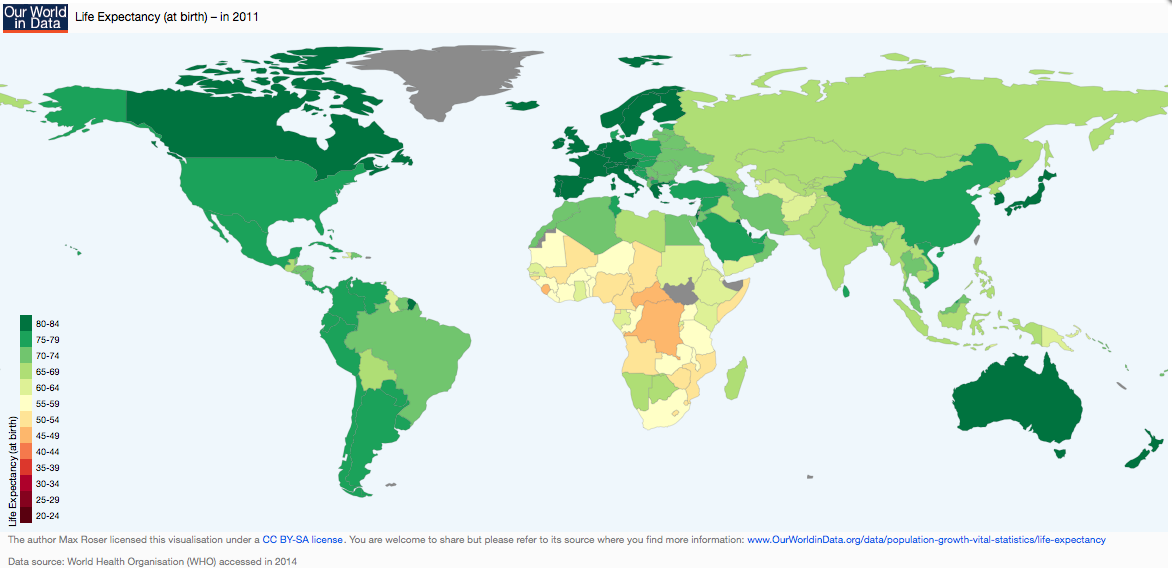 Our World
in Data
Life Expectancy (at birth) – in 2011
Life Expectancy (at birth)
80-84
75-79
70-74
65-69
60-64
55-59
50-54
45-49
40-44
35-39
30-34
25-29
20-24
The author Max Roser licensed this visualisation under a CC BY-SA license. You are welcome to share but please refer to its source where you find more information: www.OurWorldinData.org/data/population-growth-vital-statistics/life-expectancy
Data source: World Health Organisation (WHO) accessed in 2014